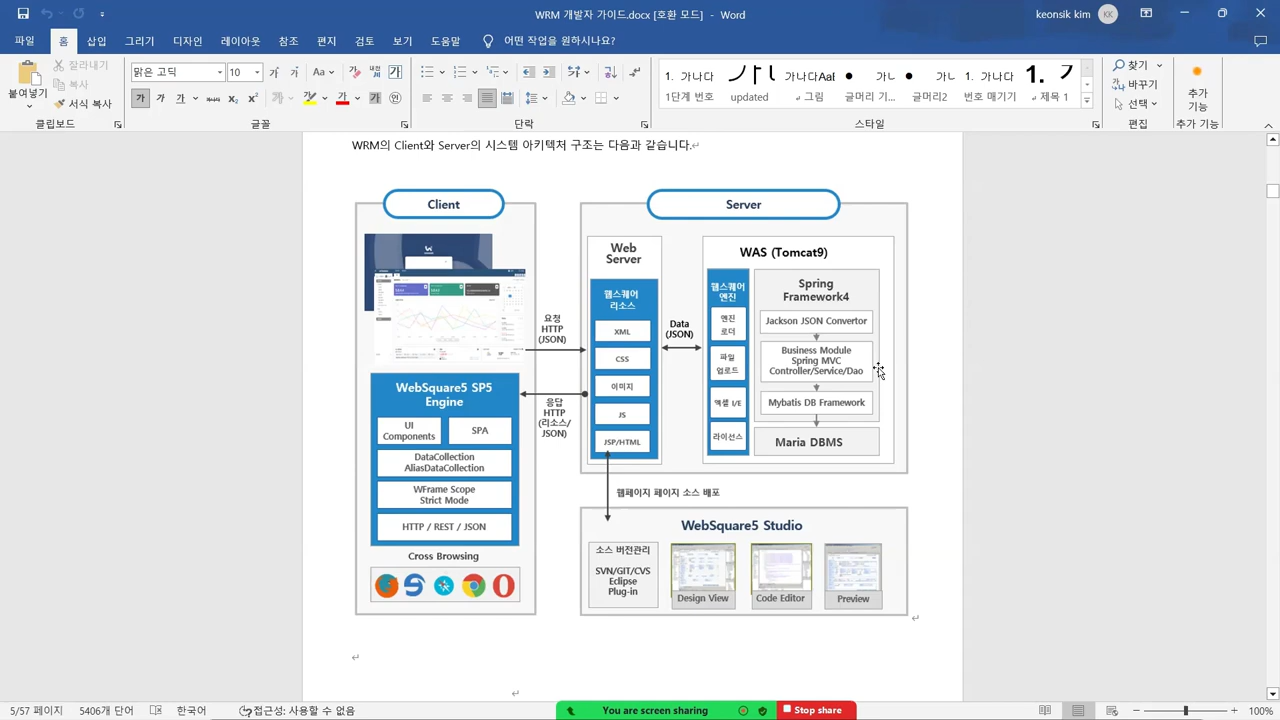 WRM 개발자 가이드.docx [호환 모드] - Word
keonsik kim
KK
파일 홈 삽입 그리기 디자인 레이아웃 참조 편지 검토 보기 도움말 어떤 작업을 원하시나요?
붙여넣기
잘라내기
복사
서식 복사
클립보드
맑은 고딕 10
글꼴
단락
1. 가나다
1단계 번호
updated
가나다Aa
그림
글머리 기...
글머리2
1. 가나다
번호 매기기
1.
제목 1
스타일
찾기
바꾸기
선택
편집
추가
기능
추가 기능
WRM의 Client와 Server의 시스템 아키텍처 구조는 다음과 같습니다.
Client
WebSquare5 SP5
Engine
UI
Components
SPA
DataCollection
AliasDataCollection
WFrame Scope
Strict Mode
HTTP / REST / JSON
Cross Browsing
요청
HTTP
(JSON)
응답
HTTP
(리소스/
JSON)
Server
Web
Server
웹스퀘어
리소스
XML
CSS
이미지
JS
JSP/HTML
Data
(JSON)
WAS (Tomcat9)
웹스퀘어
엔진
엔진
로더
파일
업로드
엑셀 I/E
라이선스
Spring
Framework4
Jackson JSON Convertor
Business Module
Spring MVC
Controller/Service/Dao
Mybatis DB Framework
Maria DBMS
웹페이지 페이지 소스 배포
WebSquare5 Studio
소스 버전관리
SVN/GIT/CVS
Eclipse
Plug-in
Design View
Code Editor
Preview
5/57 페이지 5406개 단어 한국어 접근성: 사용할 수 없음
You are screen sharing
Stop share
100%